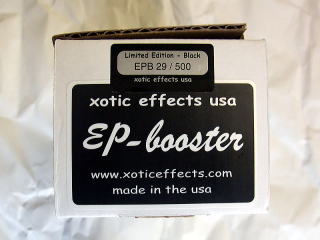 Limited Edition - Black
EPB 29 / 500
xotic effects usa
xotic effects usa
EP-booster
www.xoticeffects.com
made in the usa